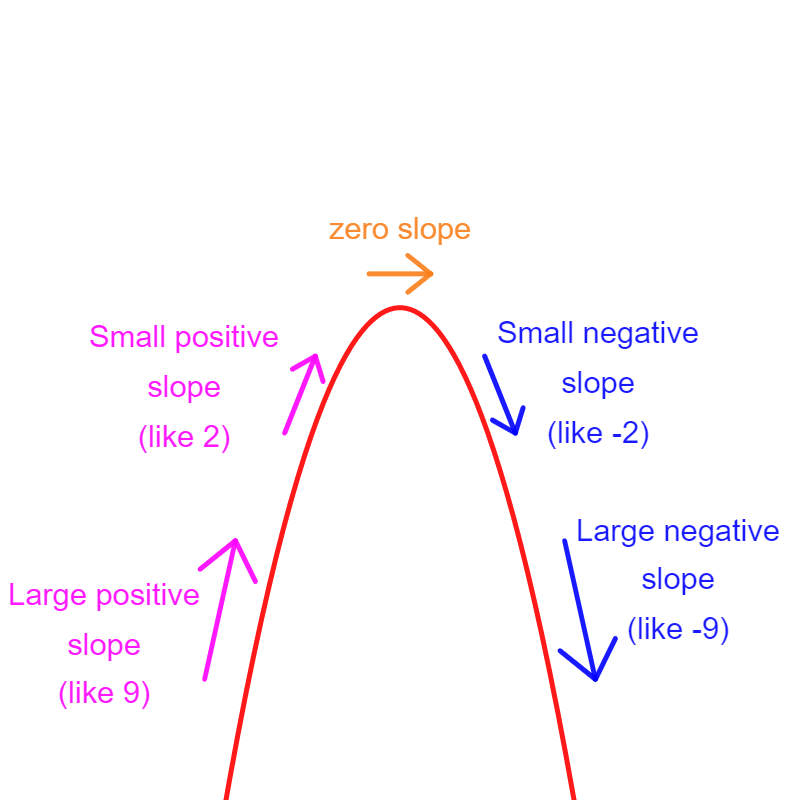 zero slope
Small positive
slope
(like 2)
Small negative
slope
(like -2)
Large positive
slope
(like 9)
Large negative
slope
(like -9)